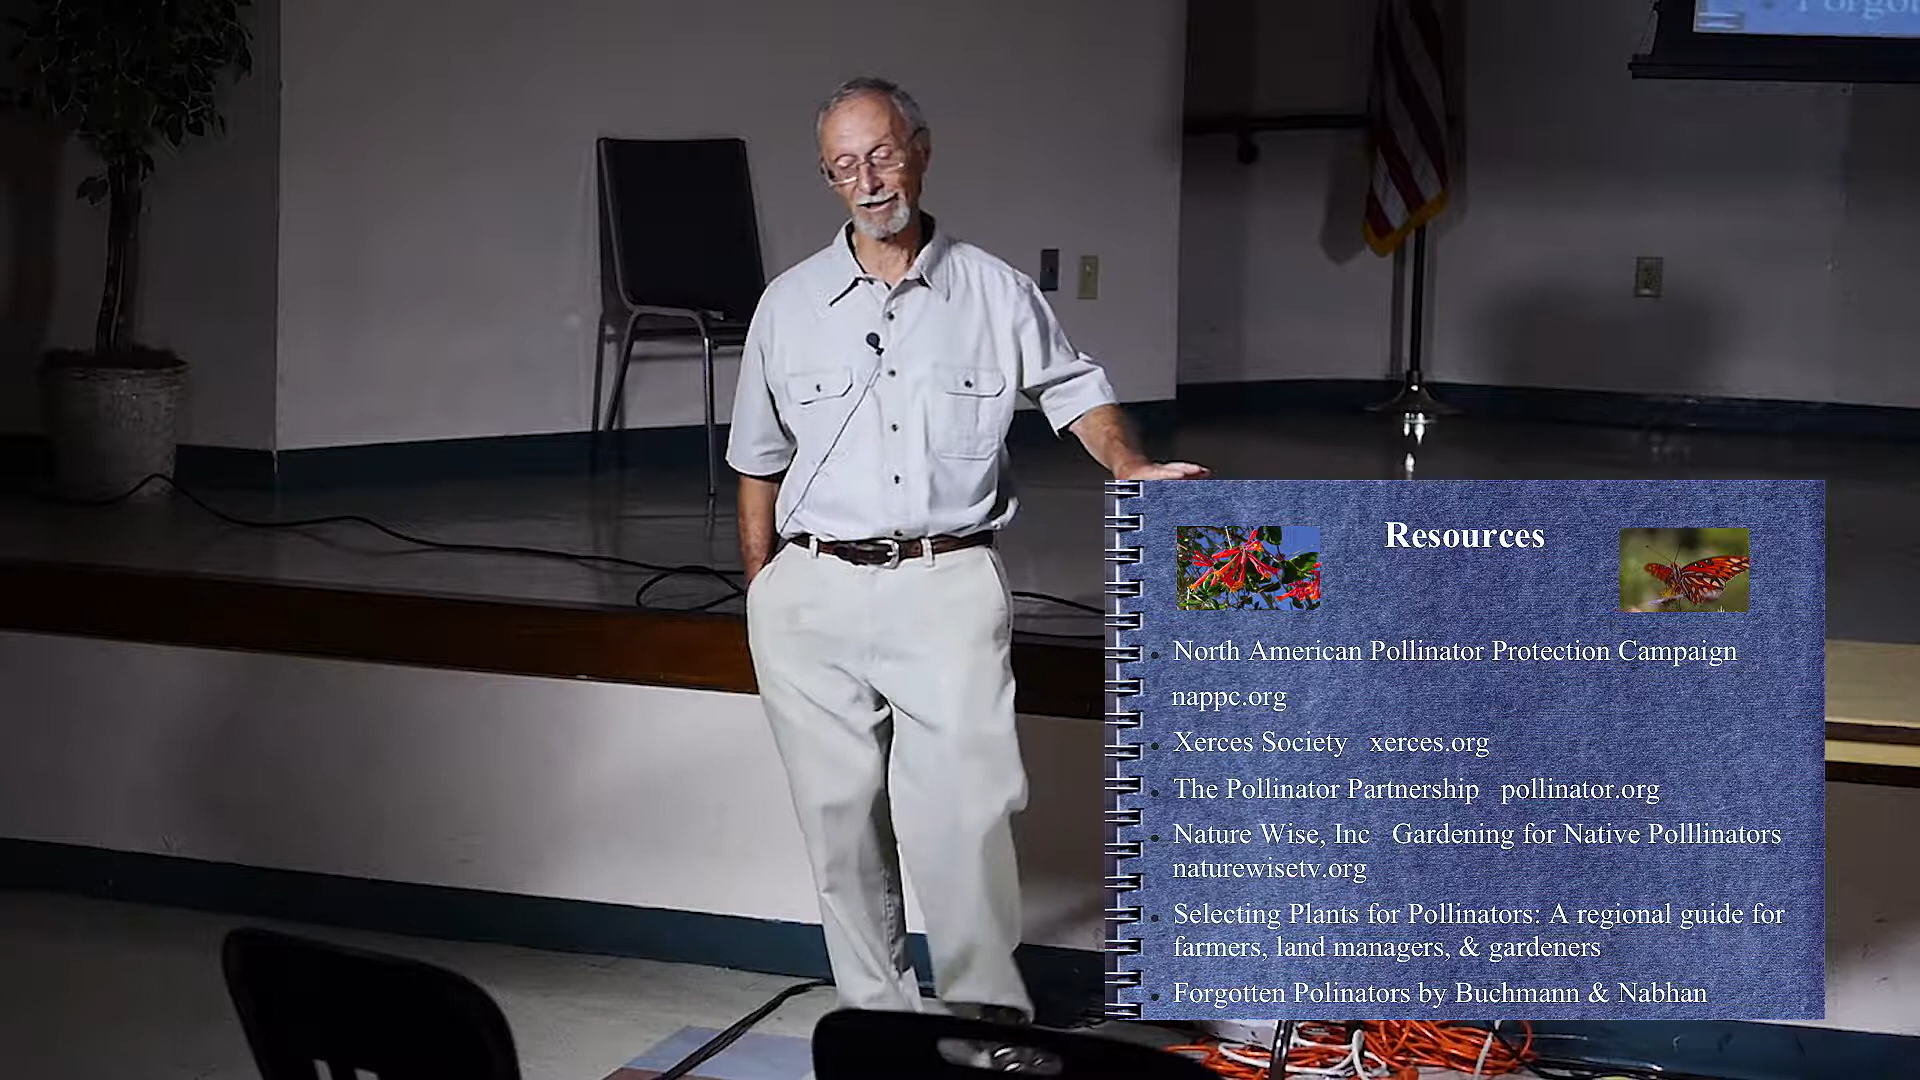 Forgot
Resources
North American Pollinator Protection Campaign
nappc.org
Xerces Society xerces.org
The Pollinator Partnership pollinator.org
Nature Wise, Inc Gardening for Native Polllinators
naturewisetv.org
Selecting Plants for Pollinators: A regional guide for
farmers, land managers, & gardeners
Forgotten Polinators by Buchmann & Nabhan